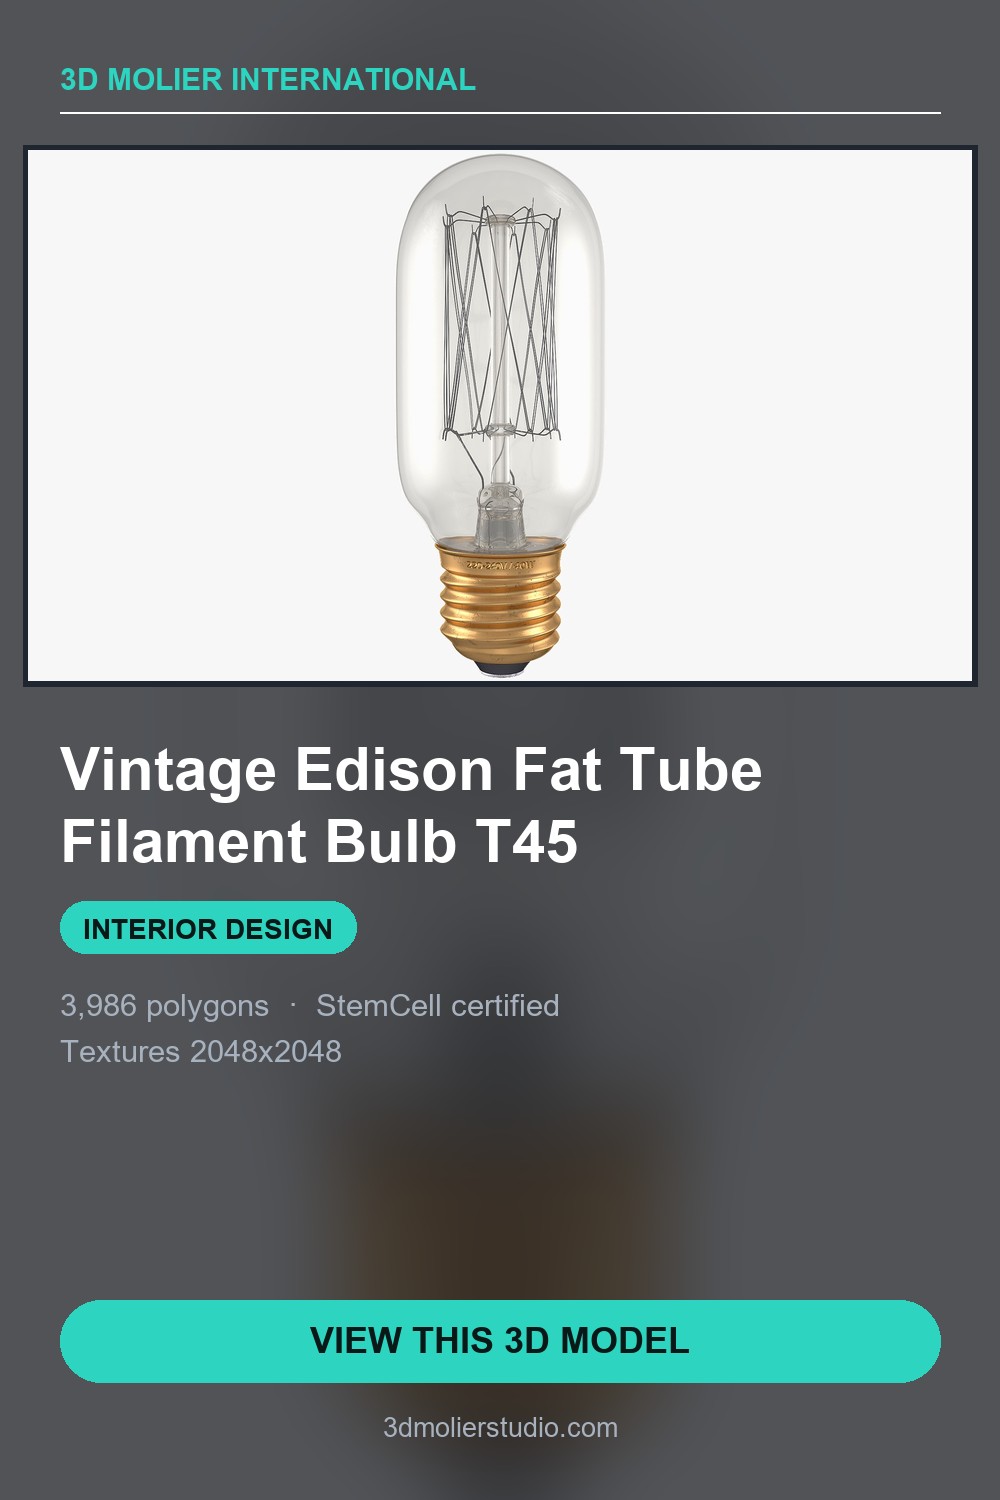 3D MOLIER INTERNATIONAL
Vintage Edison Fat Tube
Filament Bulb T45
INTERIOR DESIGN
3,986 polygons · StemCell certified
Textures 2048x2048
VIEW THIS 3D MODEL
3dmolierstudio.com